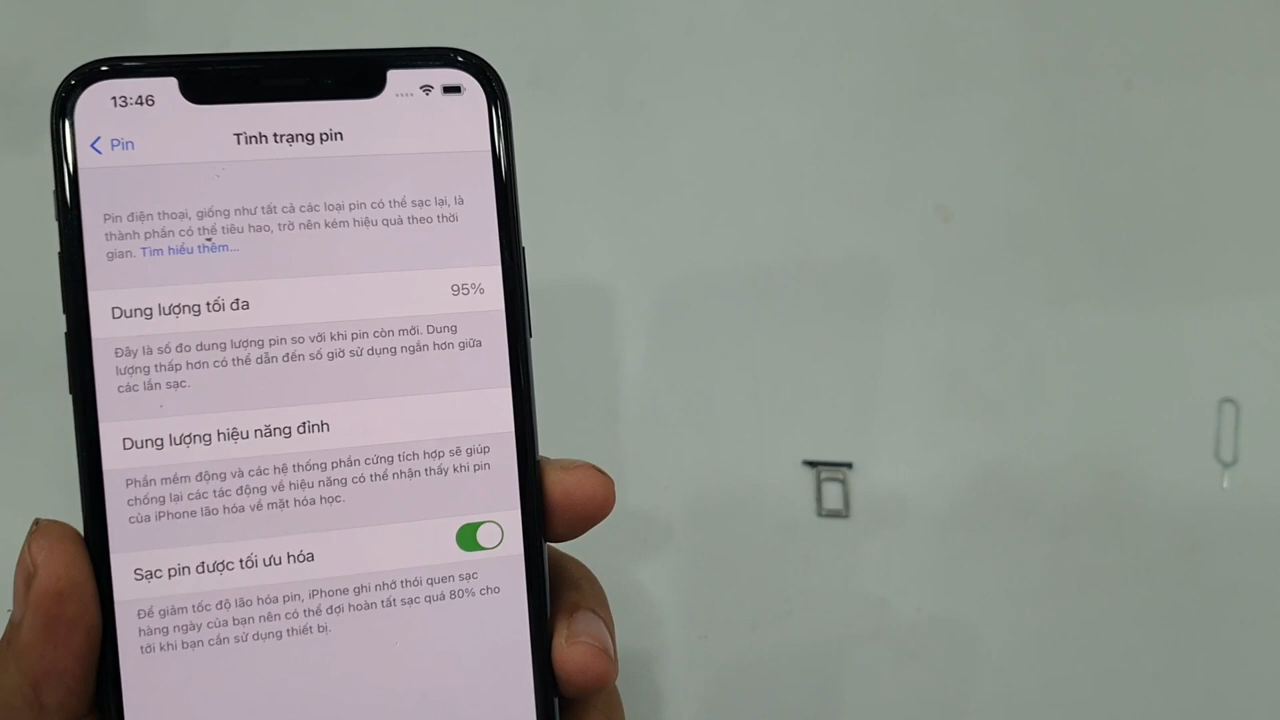 13:46
Pin
Tình trạng pin
Pin điện thoại, giống như tất cả các loại pin có thể sạc lại, là
thành phần có thể tiêu hao, trở nên kém hiệu quả theo thời
gian. Tìm hiểu thêm...
Dung lượng tối đa
95%
Đây là số đo dung lượng pin so với khi pin còn mới. Dung
lượng thấp hơn có thể dẫn đến số giờ sử dụng ngắn hơn giữa
các lần sạc.
Dung lượng hiệu năng đỉnh
Phần mềm động và các hệ thống phần cứng tích hợp sẽ giúp
chống lại các tác động về hiệu năng có thể nhận thấy khi pin
của iPhone lão hóa về mặt hóa học.
Sạc pin được tối ưu hóa
Để giảm tốc độ lão hóa pin, iPhone ghi nhớ thói quen sạc
hàng ngày của bạn nên có thể đợi hoàn tất sạc quá 80% cho
tới khi bạn cần sử dụng thiết bị.